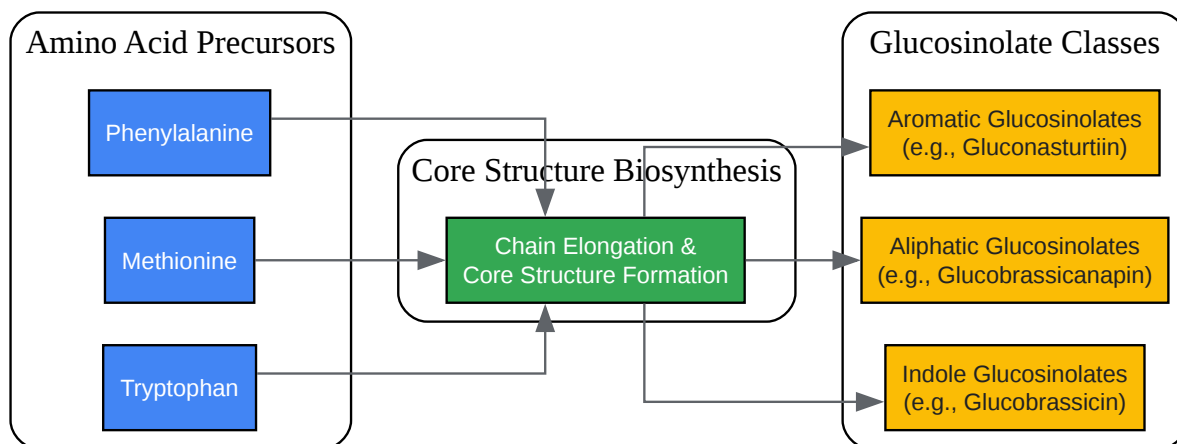 Amino Acid Precursors
Phenylalanine
Methionine
Tryptophan
Core Structure Biosynthesis
Chain Elongation &
Core Structure Formation
Glucosinolate Classes
Aromatic Glucosinolates
(e.g., Gluconasturtiin)
Aliphatic Glucosinolates
(e.g., Glucobrassicanapin)
Indole Glucosinolates
(e.g., Glucobrassicin)